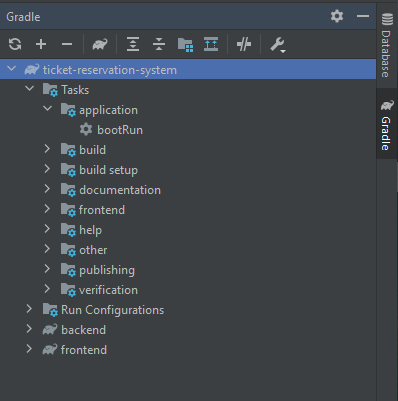 Gradle
ticket-reservation-system
Tasks
application
bootRun
build
build setup
documentation
frontend
help
other
publishing
verification
Run Configurations
backend
frontend
Database
Gradle